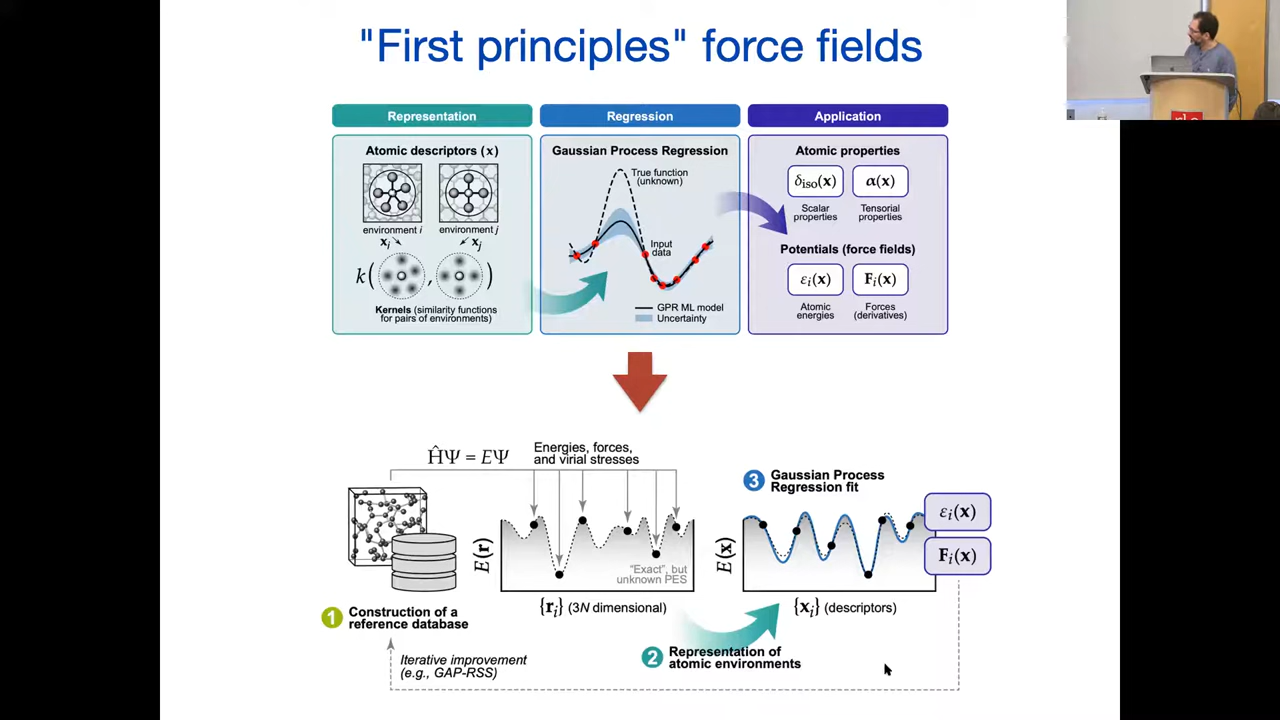 "First principles" force fields
Representation
Regression
Application
Atomic descriptors (x)
environment i
environment j
xi
xj
k( , )
Kernels (similarity functions
for pairs of environments)
Gaussian Process Regression
True function
(unknown)
Input
data
GPR ML model
Uncertainty
Atomic properties
δiso(x)
α(x)
Scalar
properties
Tensorial
properties
Potentials (force fields)
εi(x)
Fi(x)
Atomic
energies
Forces
(derivatives)
ĤΨ = EΨ
Energies, forces,
and virial stresses
E(r)
"Exact", but
unknown PES
{ri} (3N dimensional)
1 Construction of a
reference database
Iterative improvement
(e.g., GAP-RSS)
2 Representation of
atomic environments
3 Gaussian Process
Regression fit
E(x)
{xi} (descriptors)
εi(x)
Fi(x)